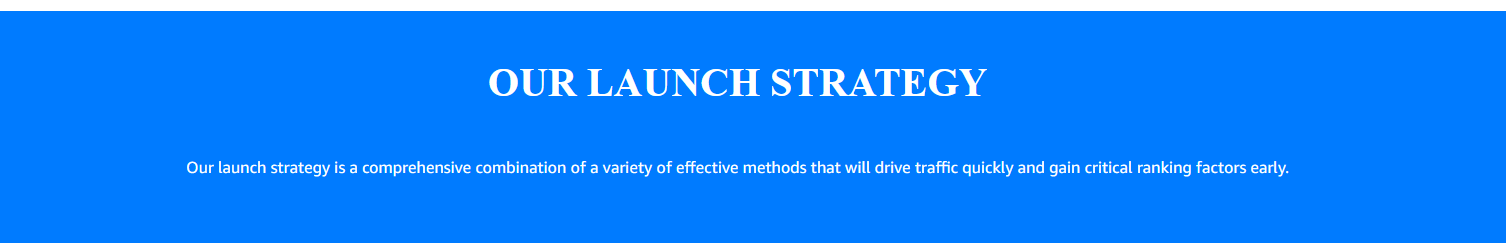 OUR LAUNCH STRATEGY
Our launch strategy is a comprehensive combination of a variety of effective methods that will drive traffic quickly and gain critical ranking factors early.